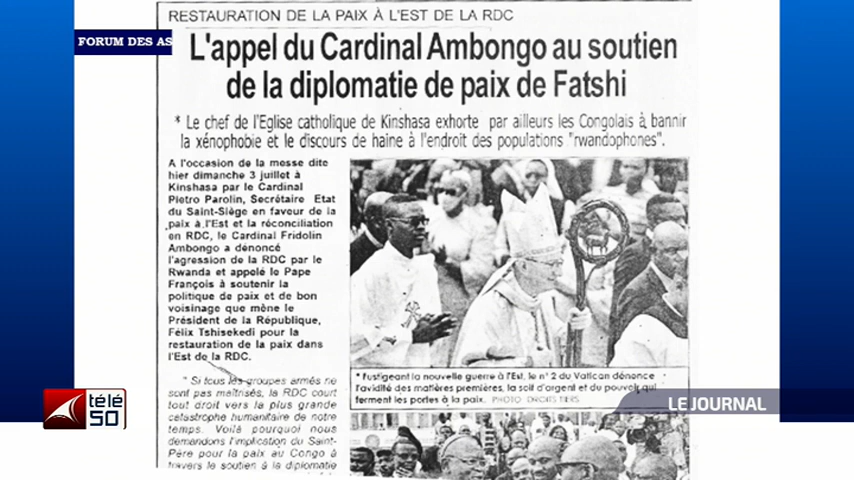 RESTAURATION DE LA PAIX À L'EST DE LA RDC
FORUM DES AS
L'appel du Cardinal Ambongo au soutien
de la diplomatie de paix de Fatshi
* Le chef de l'Eglise catholique de Kinshasa exhorte par ailleurs les Congolais à bannir
la xénophobie et le discours de haine à l'endroit des populations "rwandophones".
A l'occasion de la messe dite
hier dimanche 3 juillet à
Kinshasa par le Cardinal
Pietro Parolin, Secrétaire Etat
du Saint-Siège en faveur de la
paix à l'Est et la réconciliation
en RDC, le Cardinal Fridolin
Ambongo a dénoncé
l'agression de la RDC par le
Rwanda et appelé le Pape
François à soutenir la
politique de paix et de bon
voisinage que mène le
Président de la République,
Félix Tshisekedi pour la
restauration de la paix dans
l'Est de la RDC.
" Si tous les groupes armés ne
sont pas maîtrisés, la RDC court
tout droit vers la plus grande
catastrophe humanitaire de notre
temps. Voilà pourquoi nous
demandons l'implication du Saint-
Père pour la paix au Congo à
travers le soutien à la diplomatie
* Fustigeant la nouvelle guerre à l'Est, le n° 2 du Vatican dénonce
l'avidité des matières premières, la soif d'argent et du pouvoir qui
ferment les portes à la paix. PHOTO DROITS TIERS
télé
50
LE JOURNAL